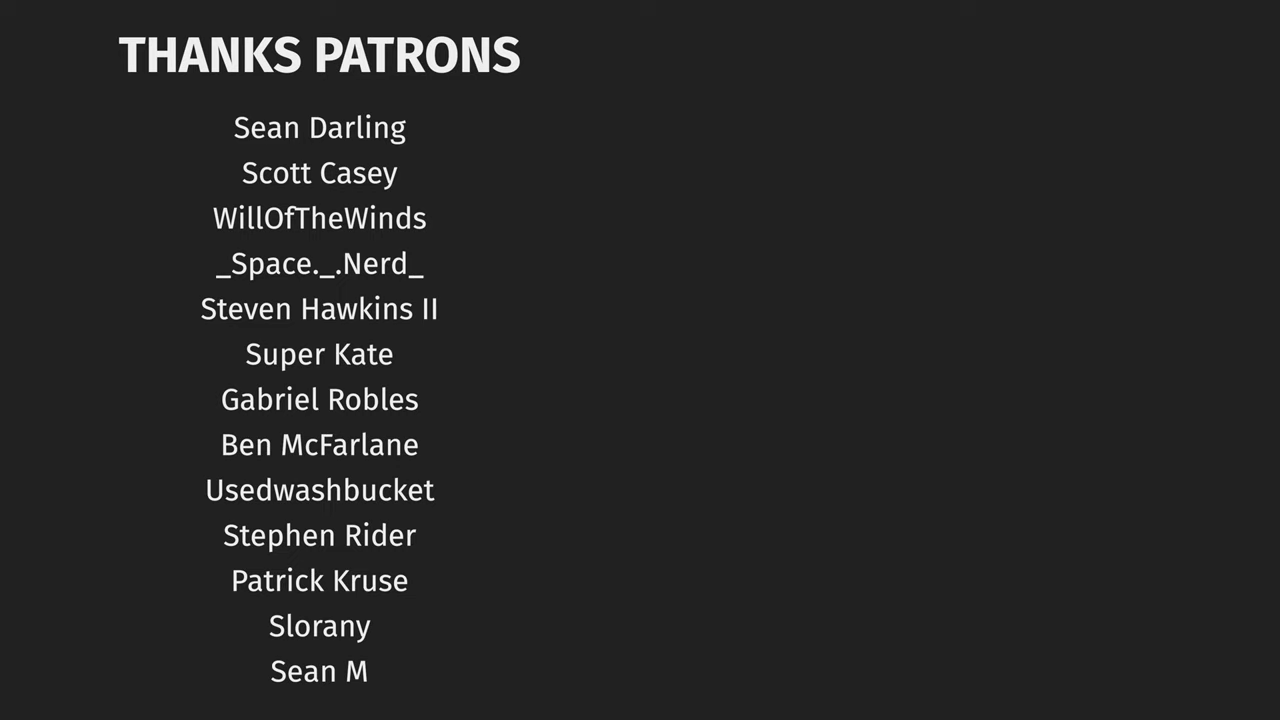 THANKS PATRONS
Sean Darling
Scott Casey
WillOfTheWinds
_Space._.Nerd_
Steven Hawkins II
Super Kate
Gabriel Robles
Ben McFarlane
Usedwashbucket
Stephen Rider
Patrick Kruse
Slorany
Sean M